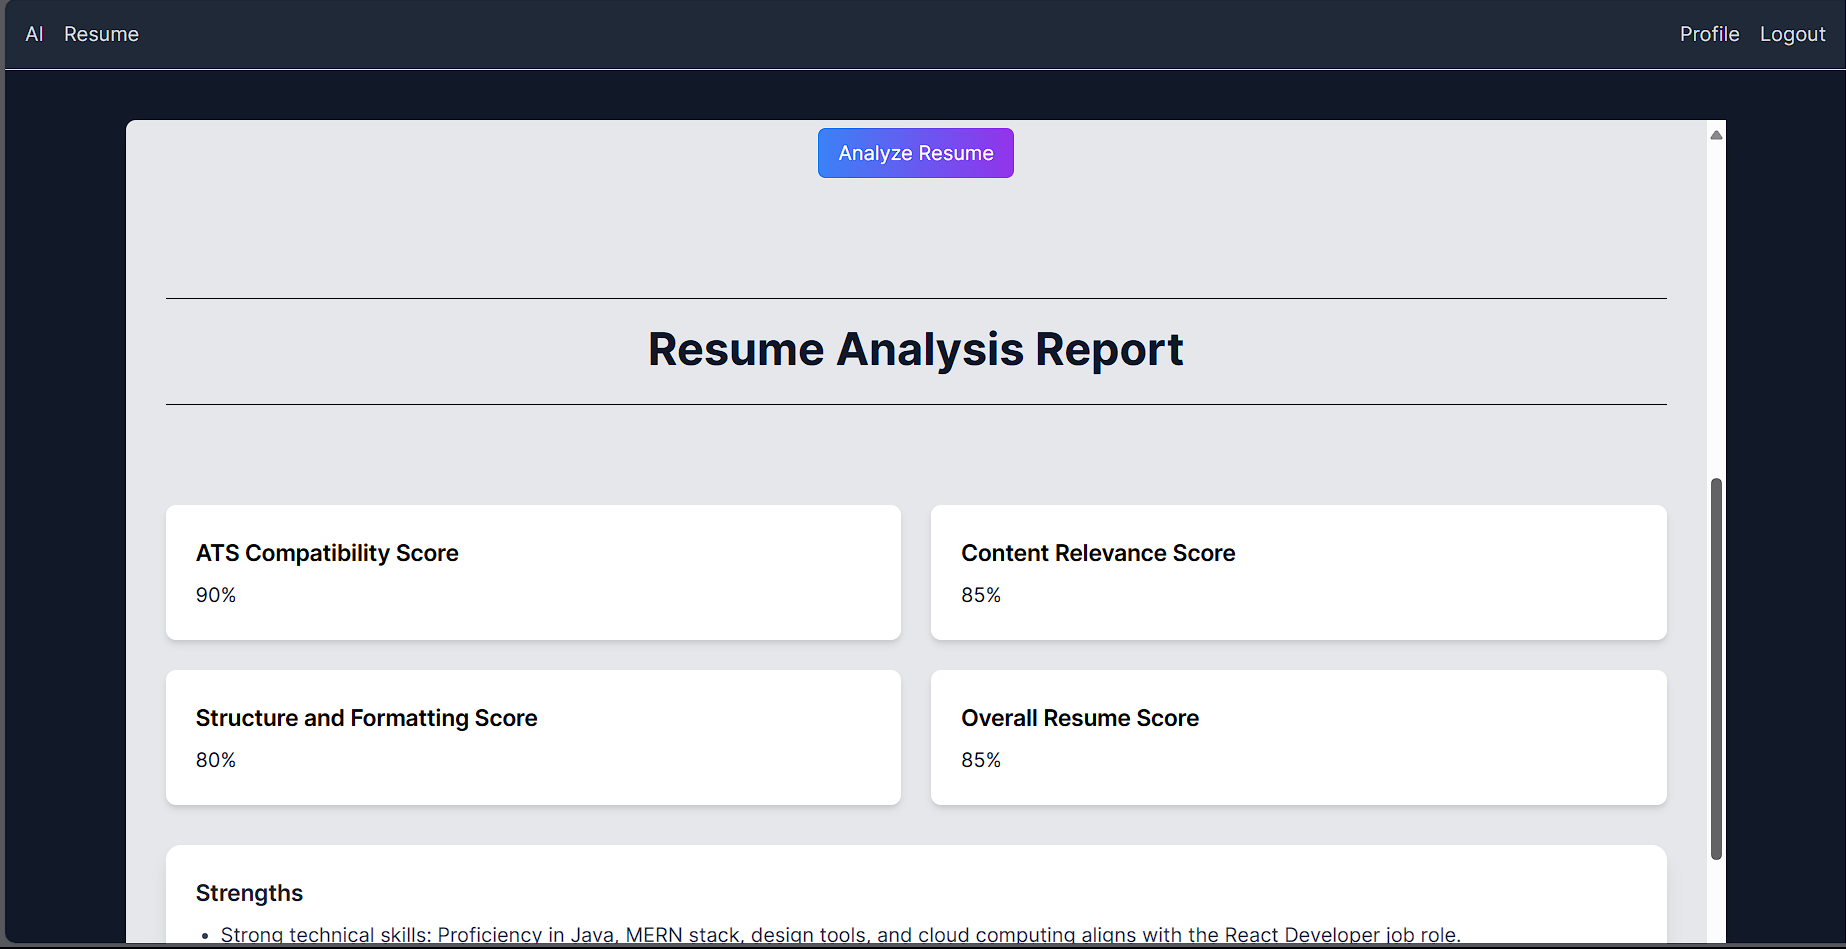 AI Resume Profile Logout
Analyze Resume
Resume Analysis Report
ATS Compatibility Score
90%
Content Relevance Score
85%
Structure and Formatting Score
80%
Overall Resume Score
85%
Strengths
• Strong technical skills: Proficiency in Java, MERN stack, design tools, and cloud computing aligns with the React Developer job role.